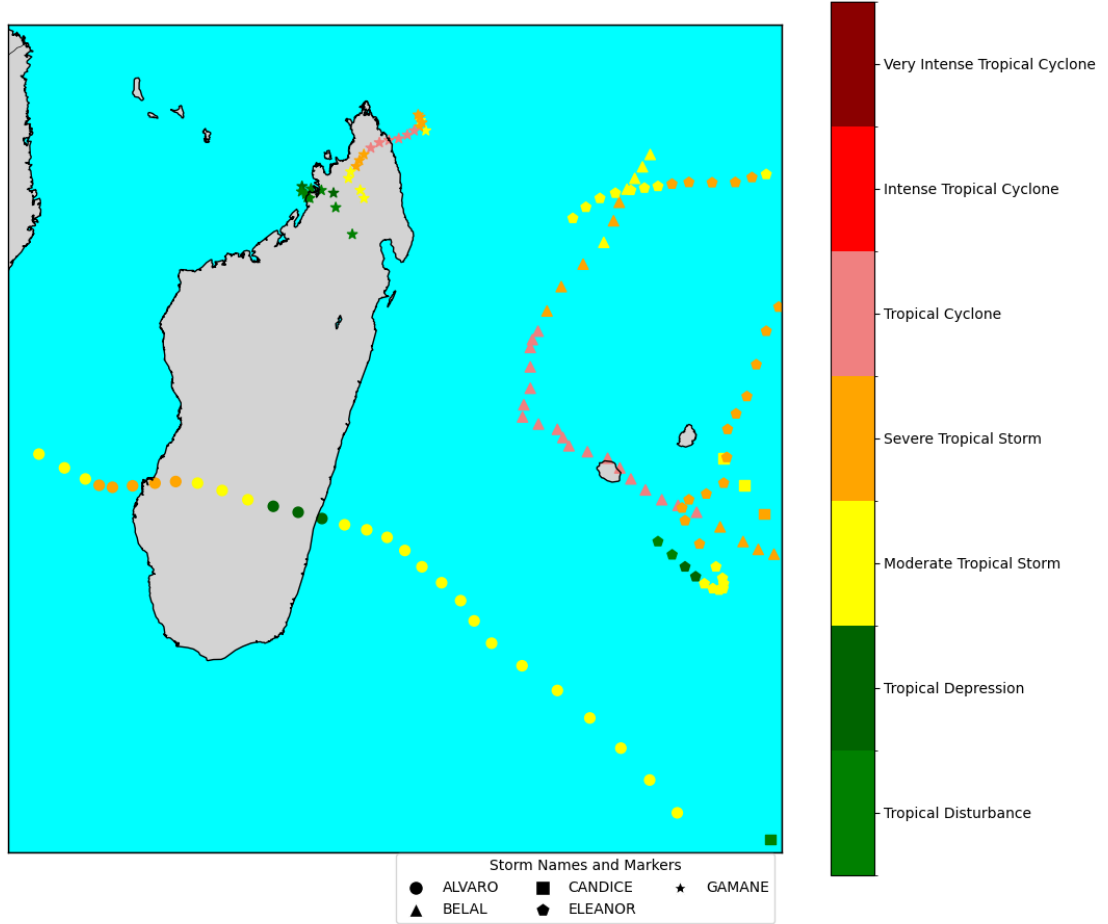 Very Intense Tropical Cyclone
Intense Tropical Cyclone
Tropical Cyclone
Severe Tropical Storm
Moderate Tropical Storm
Tropical Depression
Tropical Disturbance
Storm Names and Markers
ALVARO CANDICE GAMANE
BELAL ELEANOR